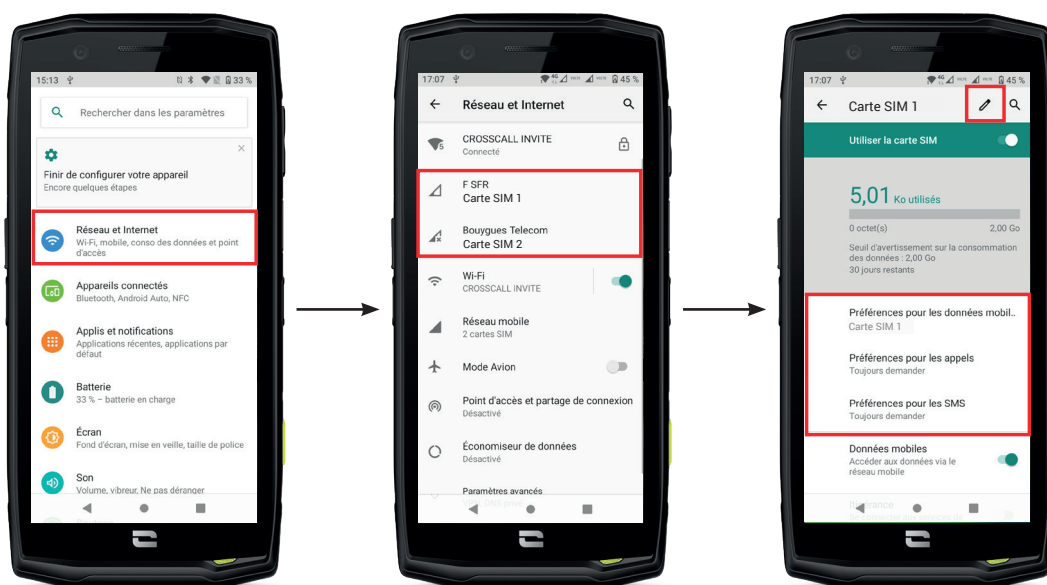 15:13
33 %
Rechercher dans les paramètres
Finir de configurer votre appareil
Encore quelques étapes
Réseau et Internet
Wi-Fi, mobile, conso des données et point
d'accès
Appareils connectés
Bluetooth, Android Auto, NFC
Applis et notifications
Applications récentes, applications par
défaut
Batterie
33 % – batterie en charge
Écran
Fond d'écran, mise en veille, taille de police
Son
Volume, vibreur, Ne pas déranger
17:07
4G
45 %
Réseau et Internet
CROSSCALL INVITE
Connecté
F SFR
Carte SIM 1
Bouygues Telecom
Carte SIM 2
Wi-Fi
CROSSCALL INVITE
Réseau mobile
2 cartes SIM
Mode Avion
Point d'accès et partage de connexion
Désactivé
Économiseur de données
Désactivé
Paramètres avancés
17:07
4G
45 %
Carte SIM 1
Utiliser la carte SIM
5,01 Ko utilisés
0 octet(s) 2,00 Go
Seuil d'avertissement sur la consommation
des données : 2,00 Go
30 jours restants
Préférences pour les données mobil..
Carte SIM 1
Préférences pour les appels
Toujours demander
Préférences pour les SMS
Toujours demander
Données mobiles
Accéder aux données via le
réseau mobile
Itinérance